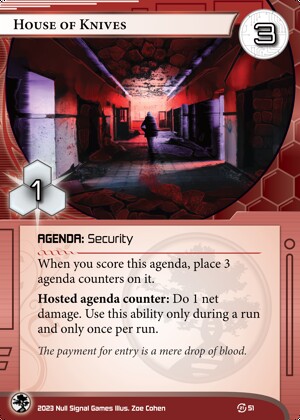 House of Knives
3
1
AGENDA: Security
When you score this agenda, place 3
agenda counters on it.
Hosted agenda counter: Do 1 net
damage. Use this ability only during a run
and only once per run.
The payment for entry is a mere drop of blood.
2023 Null Signal Games Illus. Zoe Cohen
51